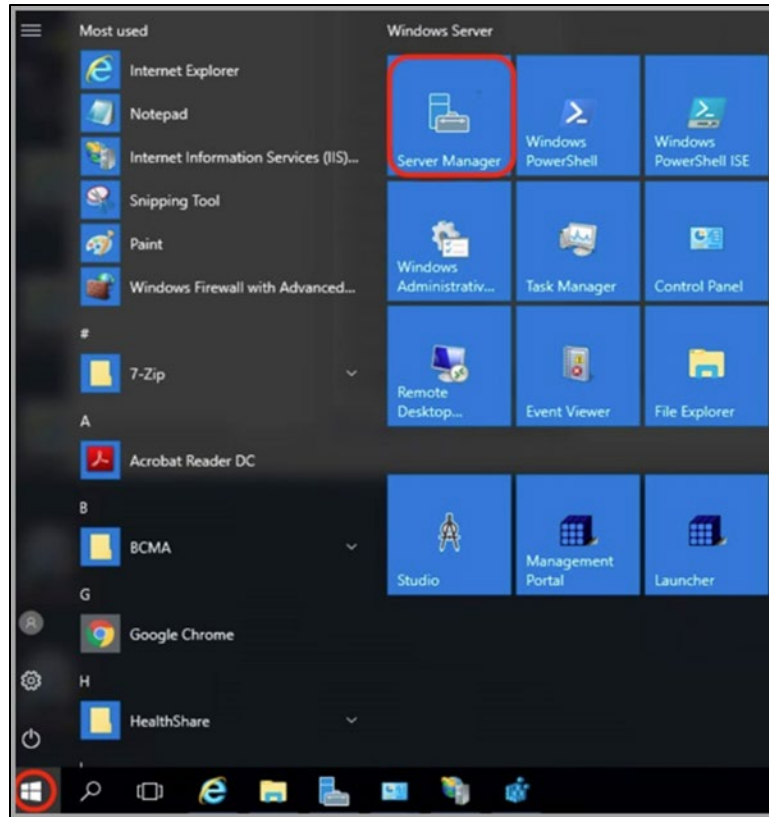 Most used
Internet Explorer
Notepad
Internet Information Services (IIS)...
Snipping Tool
Paint
Windows Firewall with Advanced...
#
7-Zip
A
Acrobat Reader DC
B
BCMA
G
Google Chrome
H
HealthShare
Windows Server
Server Manager
Windows
PowerShell
Windows
PowerShell ISE
Windows
Administrativ...
Task Manager
Control Panel
Remote
Desktop...
Event Viewer
File Explorer
Studio
Management
Portal
Launcher